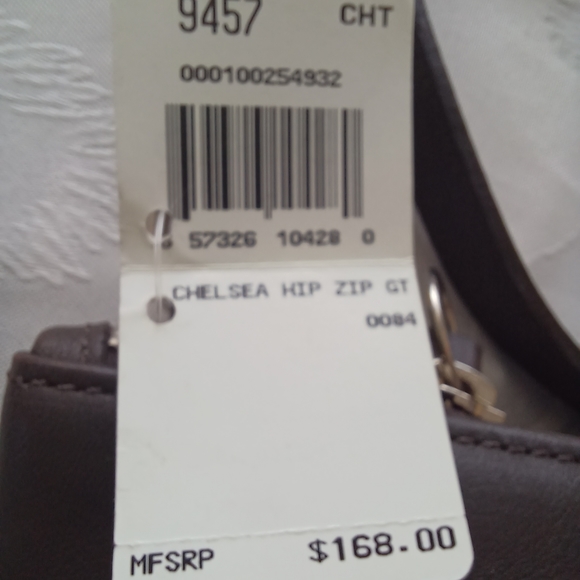 9457 CHT
000100254932
57326 10428 0
CHELSEA HIP ZIP GT
0084
MFSRP $168.00